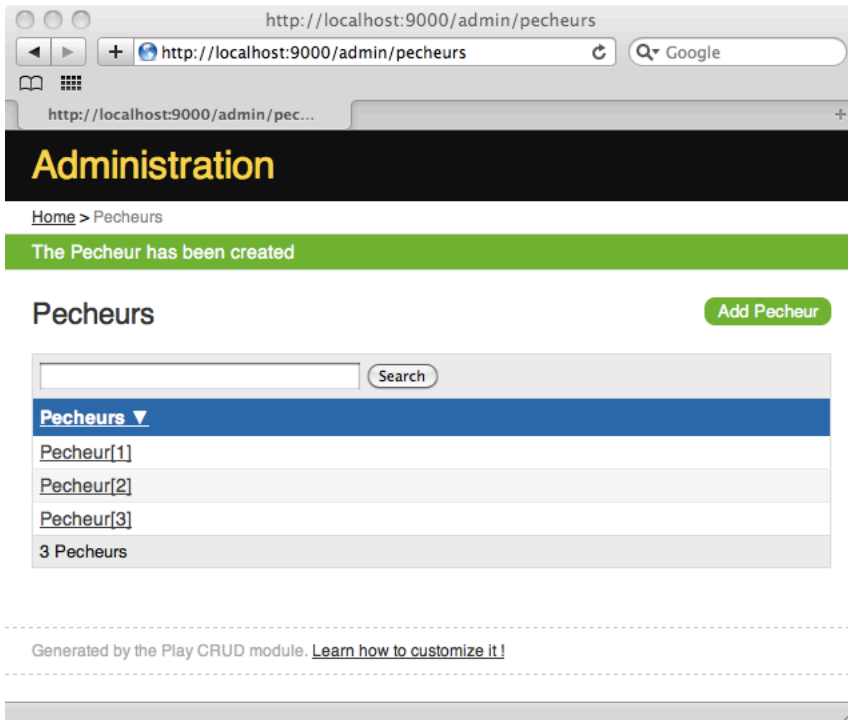 http://localhost:9000/admin/pecheurs
http://localhost:9000/admin/pecheurs
Google
http://localhost:9000/admin/pec...
Administration
Home > Pecheurs
The Pecheur has been created
Pecheurs
Add Pecheur
Search
Pecheurs ▼
Pecheur[1]
Pecheur[2]
Pecheur[3]
3 Pecheurs
Generated by the Play CRUD module. Learn how to customize it !